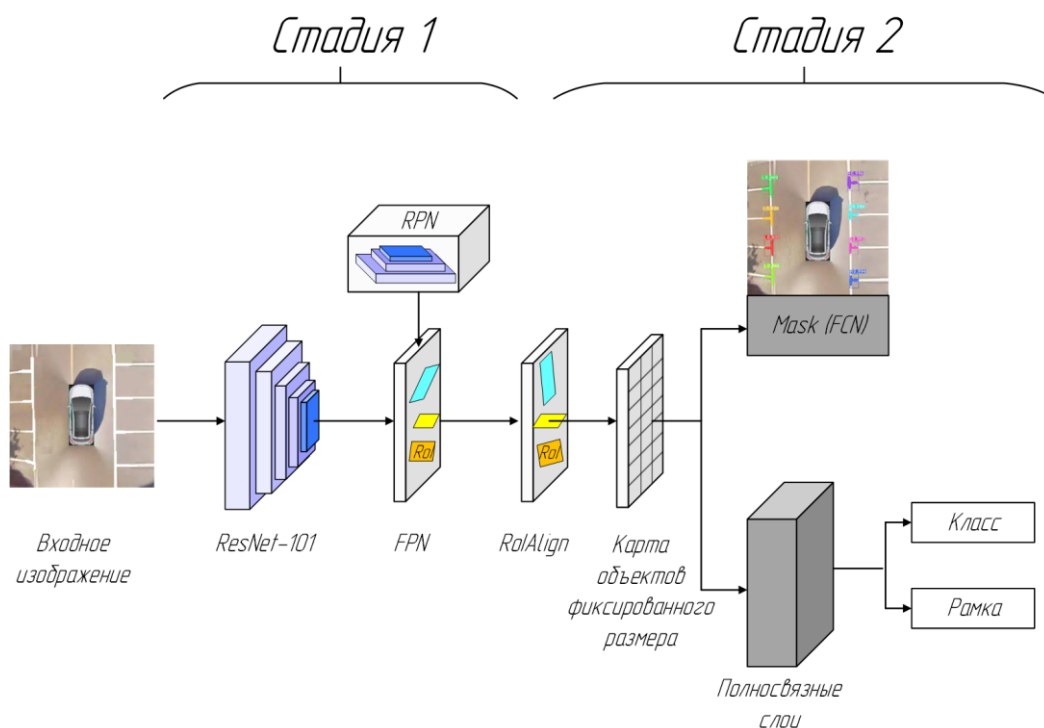 Стадия 1
Стадия 2
RPN
Mask (FCN)
RoI
RoI
Входное
изображение
ResNet-101
FPN
RoIAlign
Карта
объектов
фиксированного
размера
Класс
Рамка
Полносвязные
слои